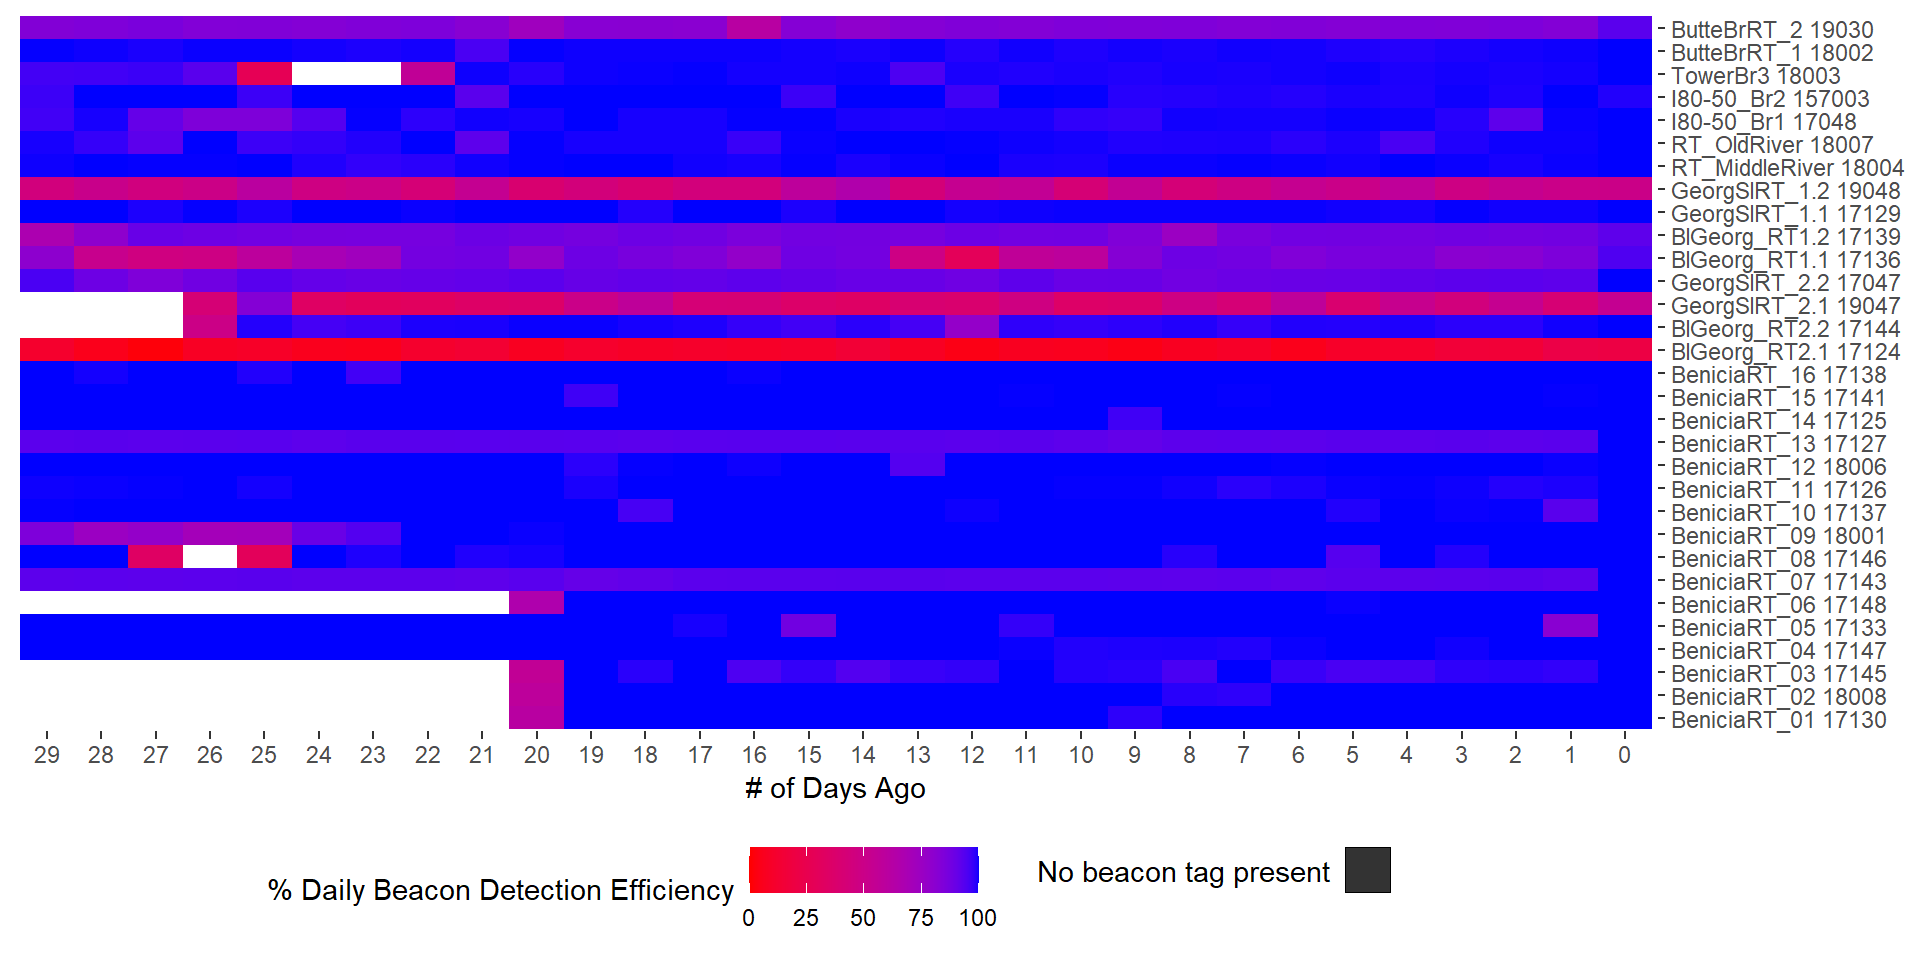 ButteBrRT_2 19030
ButteBrRT_1 18002
TowerBr3 18003
I80-50_Br2 157003
I80-50_Br1 17048
RT_OldRiver 18007
RT_MiddleRiver 18004
GeorgSlRT_1.2 19048
GeorgSlRT_1.1 17129
BlGeorg_RT1.2 17139
BlGeorg_RT1.1 17136
GeorgSlRT_2.2 17047
GeorgSlRT_2.1 19047
BlGeorg_RT2.2 17144
BlGeorg_RT2.1 17124
BeniciaRT_16 17138
BeniciaRT_15 17141
BeniciaRT_14 17125
BeniciaRT_13 17127
BeniciaRT_12 18006
BeniciaRT_11 17126
BeniciaRT_10 17137
BeniciaRT_09 18001
BeniciaRT_08 17146
BeniciaRT_07 17143
BeniciaRT_06 17148
BeniciaRT_05 17133
BeniciaRT_04 17147
BeniciaRT_03 17145
BeniciaRT_02 18008
BeniciaRT_01 17130
29 28 27 26 25 24 23 22 21 20 19 18 17 16 15 14 13 12 11 10 9 8 7 6 5 4 3 2 1 0
# of Days Ago
% Daily Beacon Detection Efficiency
0 25 50 75 100
No beacon tag present